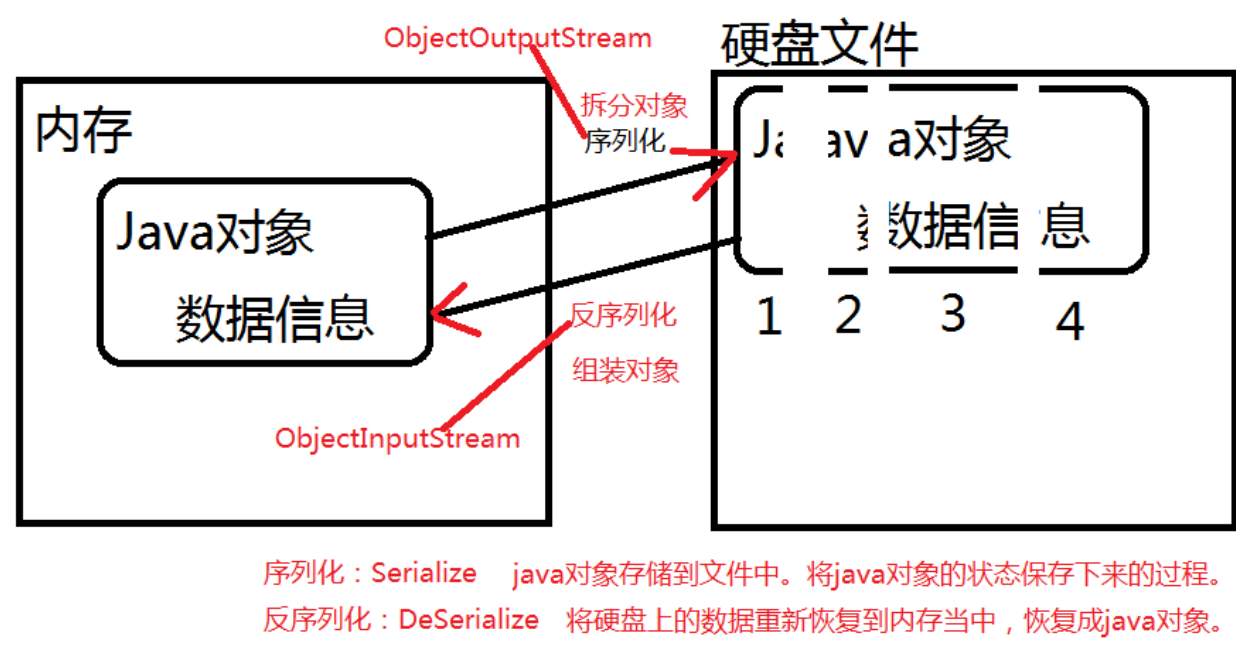 ObjectOutputStream
硬盘文件
内存
拆分对象
序列化
Java对象
数据信息
Ja av a对象
数据信 息
1 2 3 4
反序列化
组装对象
ObjectInputStream
序列化：Serialize java对象存储到文件中。将java对象的状态保存下来的过程。
反序列化：DeSerialize 将硬盘上的数据重新恢复到内存当中，恢复成java对象。